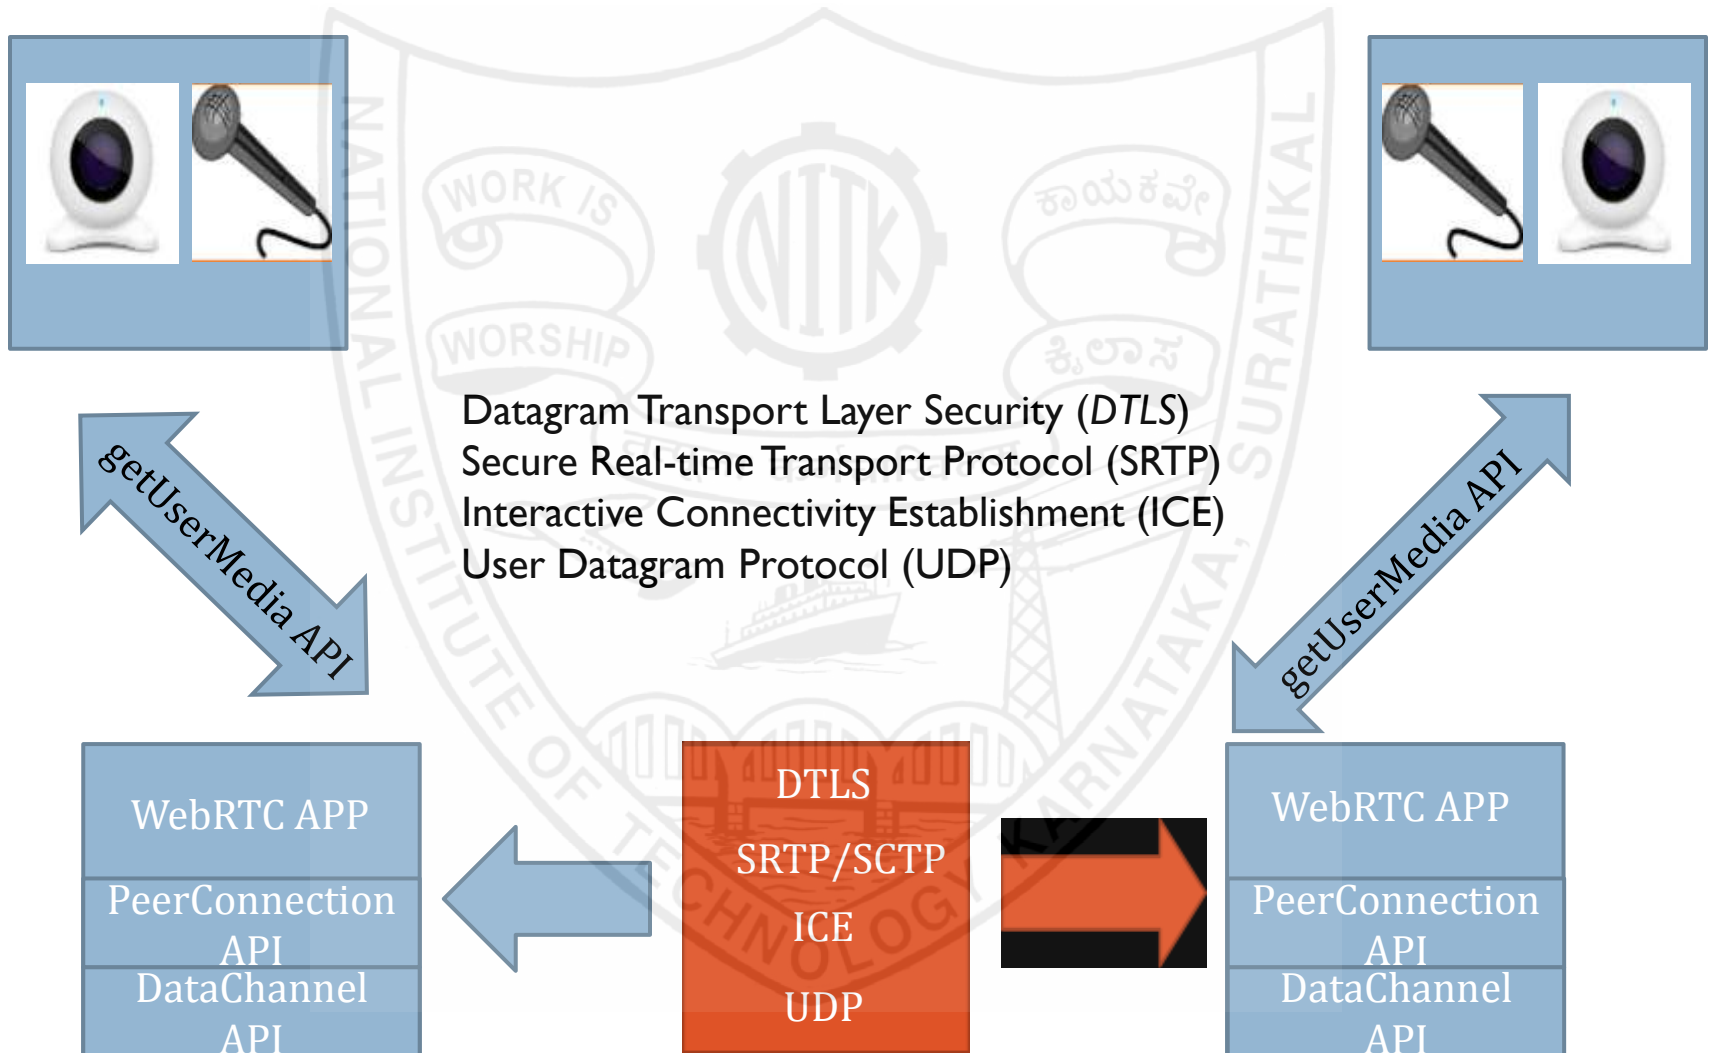 NATIONAL INSTITUTE OF TECHNOLOGY KARNATAKA, SURATHKAL
WORK IS
WORSHIP
NITK
ಕಾಯಕವೇ
ಕೈಲಾಸ
Datagram Transport Layer Security (DTLS)
Secure Real-time Transport Protocol (SRTP)
Interactive Connectivity Establishment (ICE)
User Datagram Protocol (UDP)
getUserMedia API
getUserMedia API
WebRTC APP
PeerConnection
API
DataChannel
API
DTLS
SRTP/SCTP
ICE
UDP
WebRTC APP
PeerConnection
API
DataChannel
API